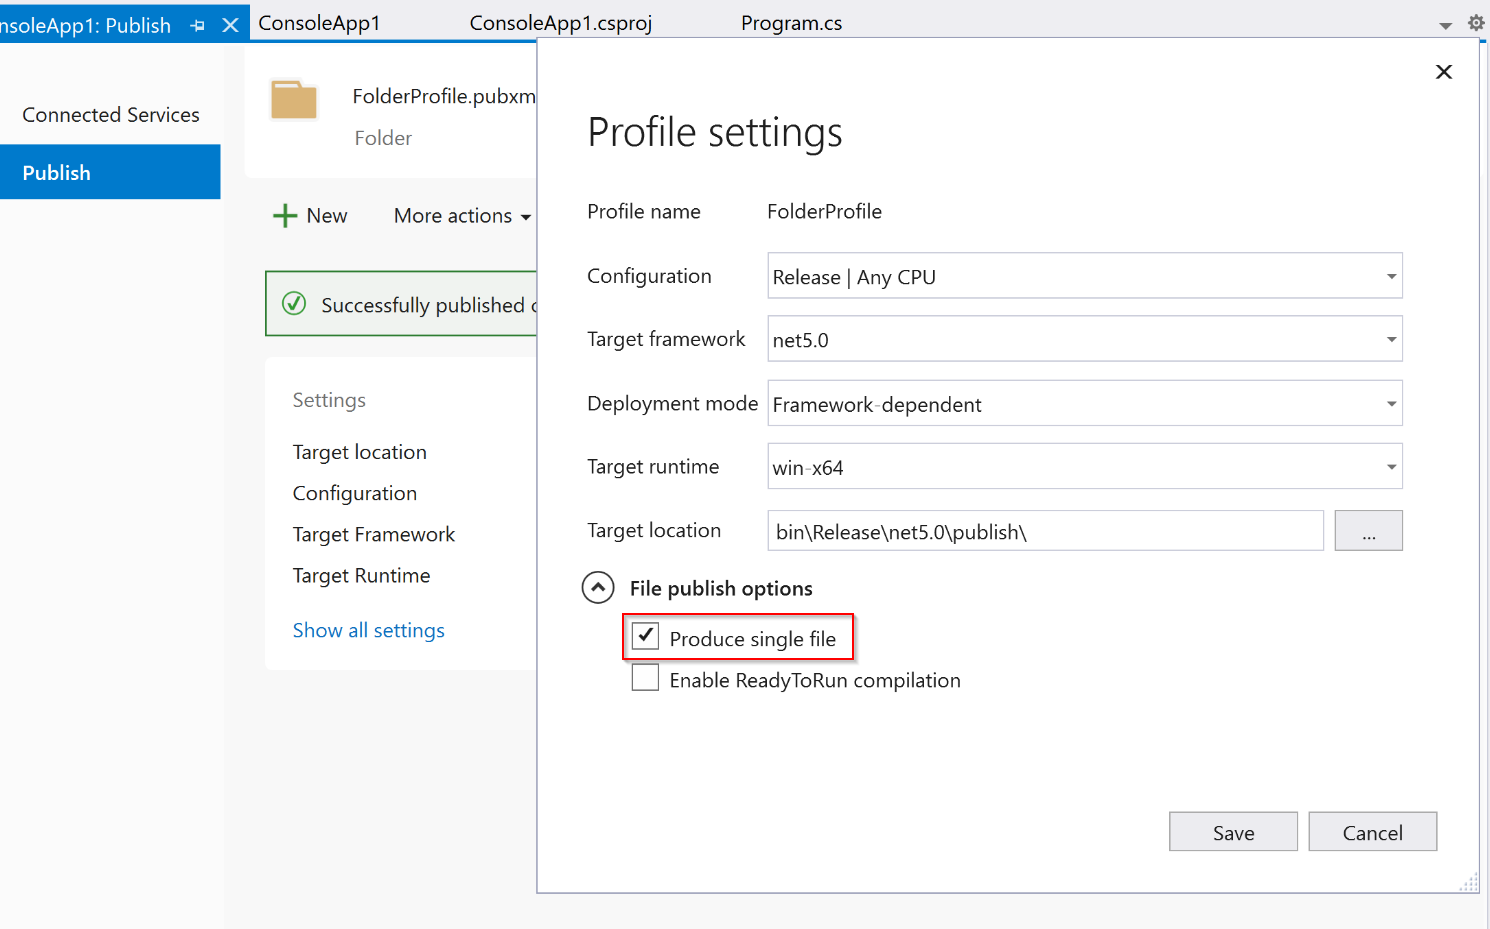 nsoleApp1: Publish
ConsoleApp1
ConsoleApp1.csproj
Program.cs
Connected Services
Publish
FolderProfile.pubxm
Folder
New
More actions
Successfully published
Settings
Target location
Configuration
Target Framework
Target Runtime
Show all settings
Profile settings
Profile name
FolderProfile
Configuration
Release | Any CPU
Target framework
net5.0
Deployment mode
Framework-dependent
Target runtime
win-x64
Target location
bin\Release\net5.0\publish\
...
File publish options
Produce single file
Enable ReadyToRun compilation
Save
Cancel